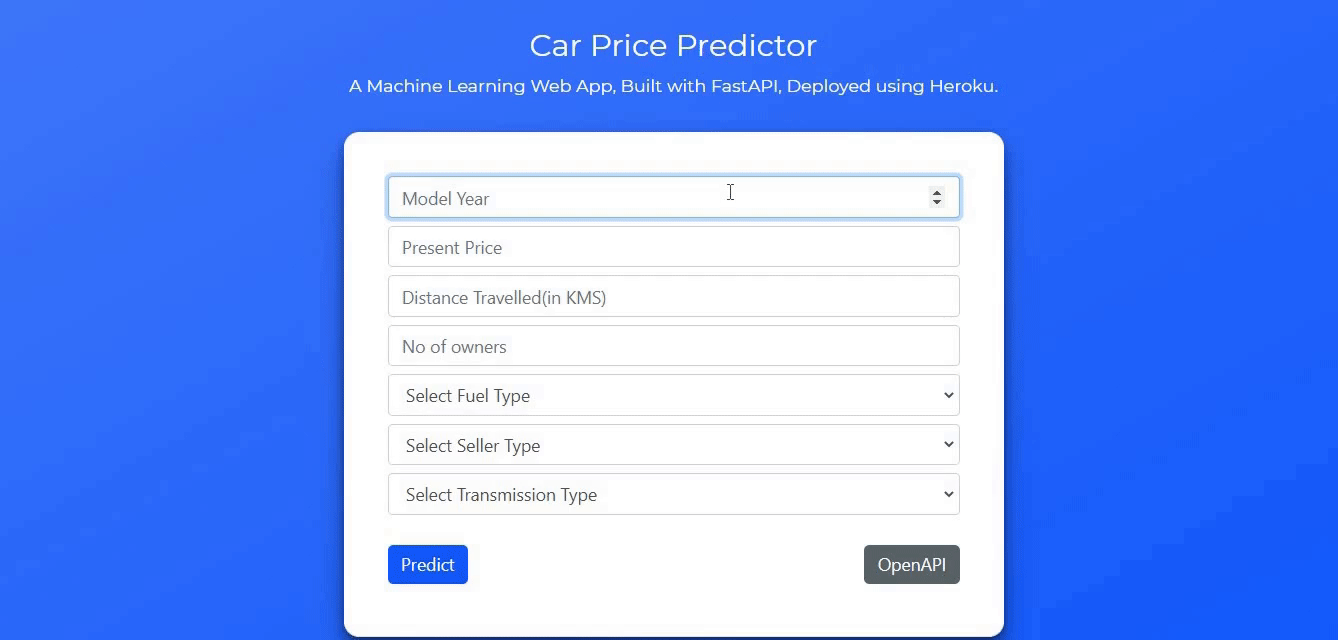 Car Price Predictor
A Machine Learning Web App, Built with FastAPI, Deployed using Heroku.
Model Year
Present Price
Distance Travelled(in KMS)
No of owners
Select Fuel Type
Select Seller Type
Select Transmission Type
Predict
OpenAPI